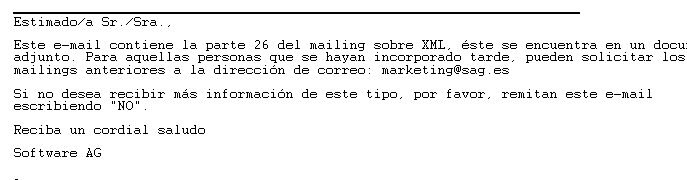 Estimado/a Sr./Sra.,
Este e-mail contiene la parte 26 del mailing sobre XML, éste se encuentra en un docu
adjunto. Para aquellas personas que se hayan incorporado tarde, pueden solicitar los
mailings anteriores a la dirección de correo: marketing@sag.es
Si no desea recibir más información de este tipo, por favor, remitan este e-mail
escribiendo "NO".
Reciba un cordial saludo
Software AG
-